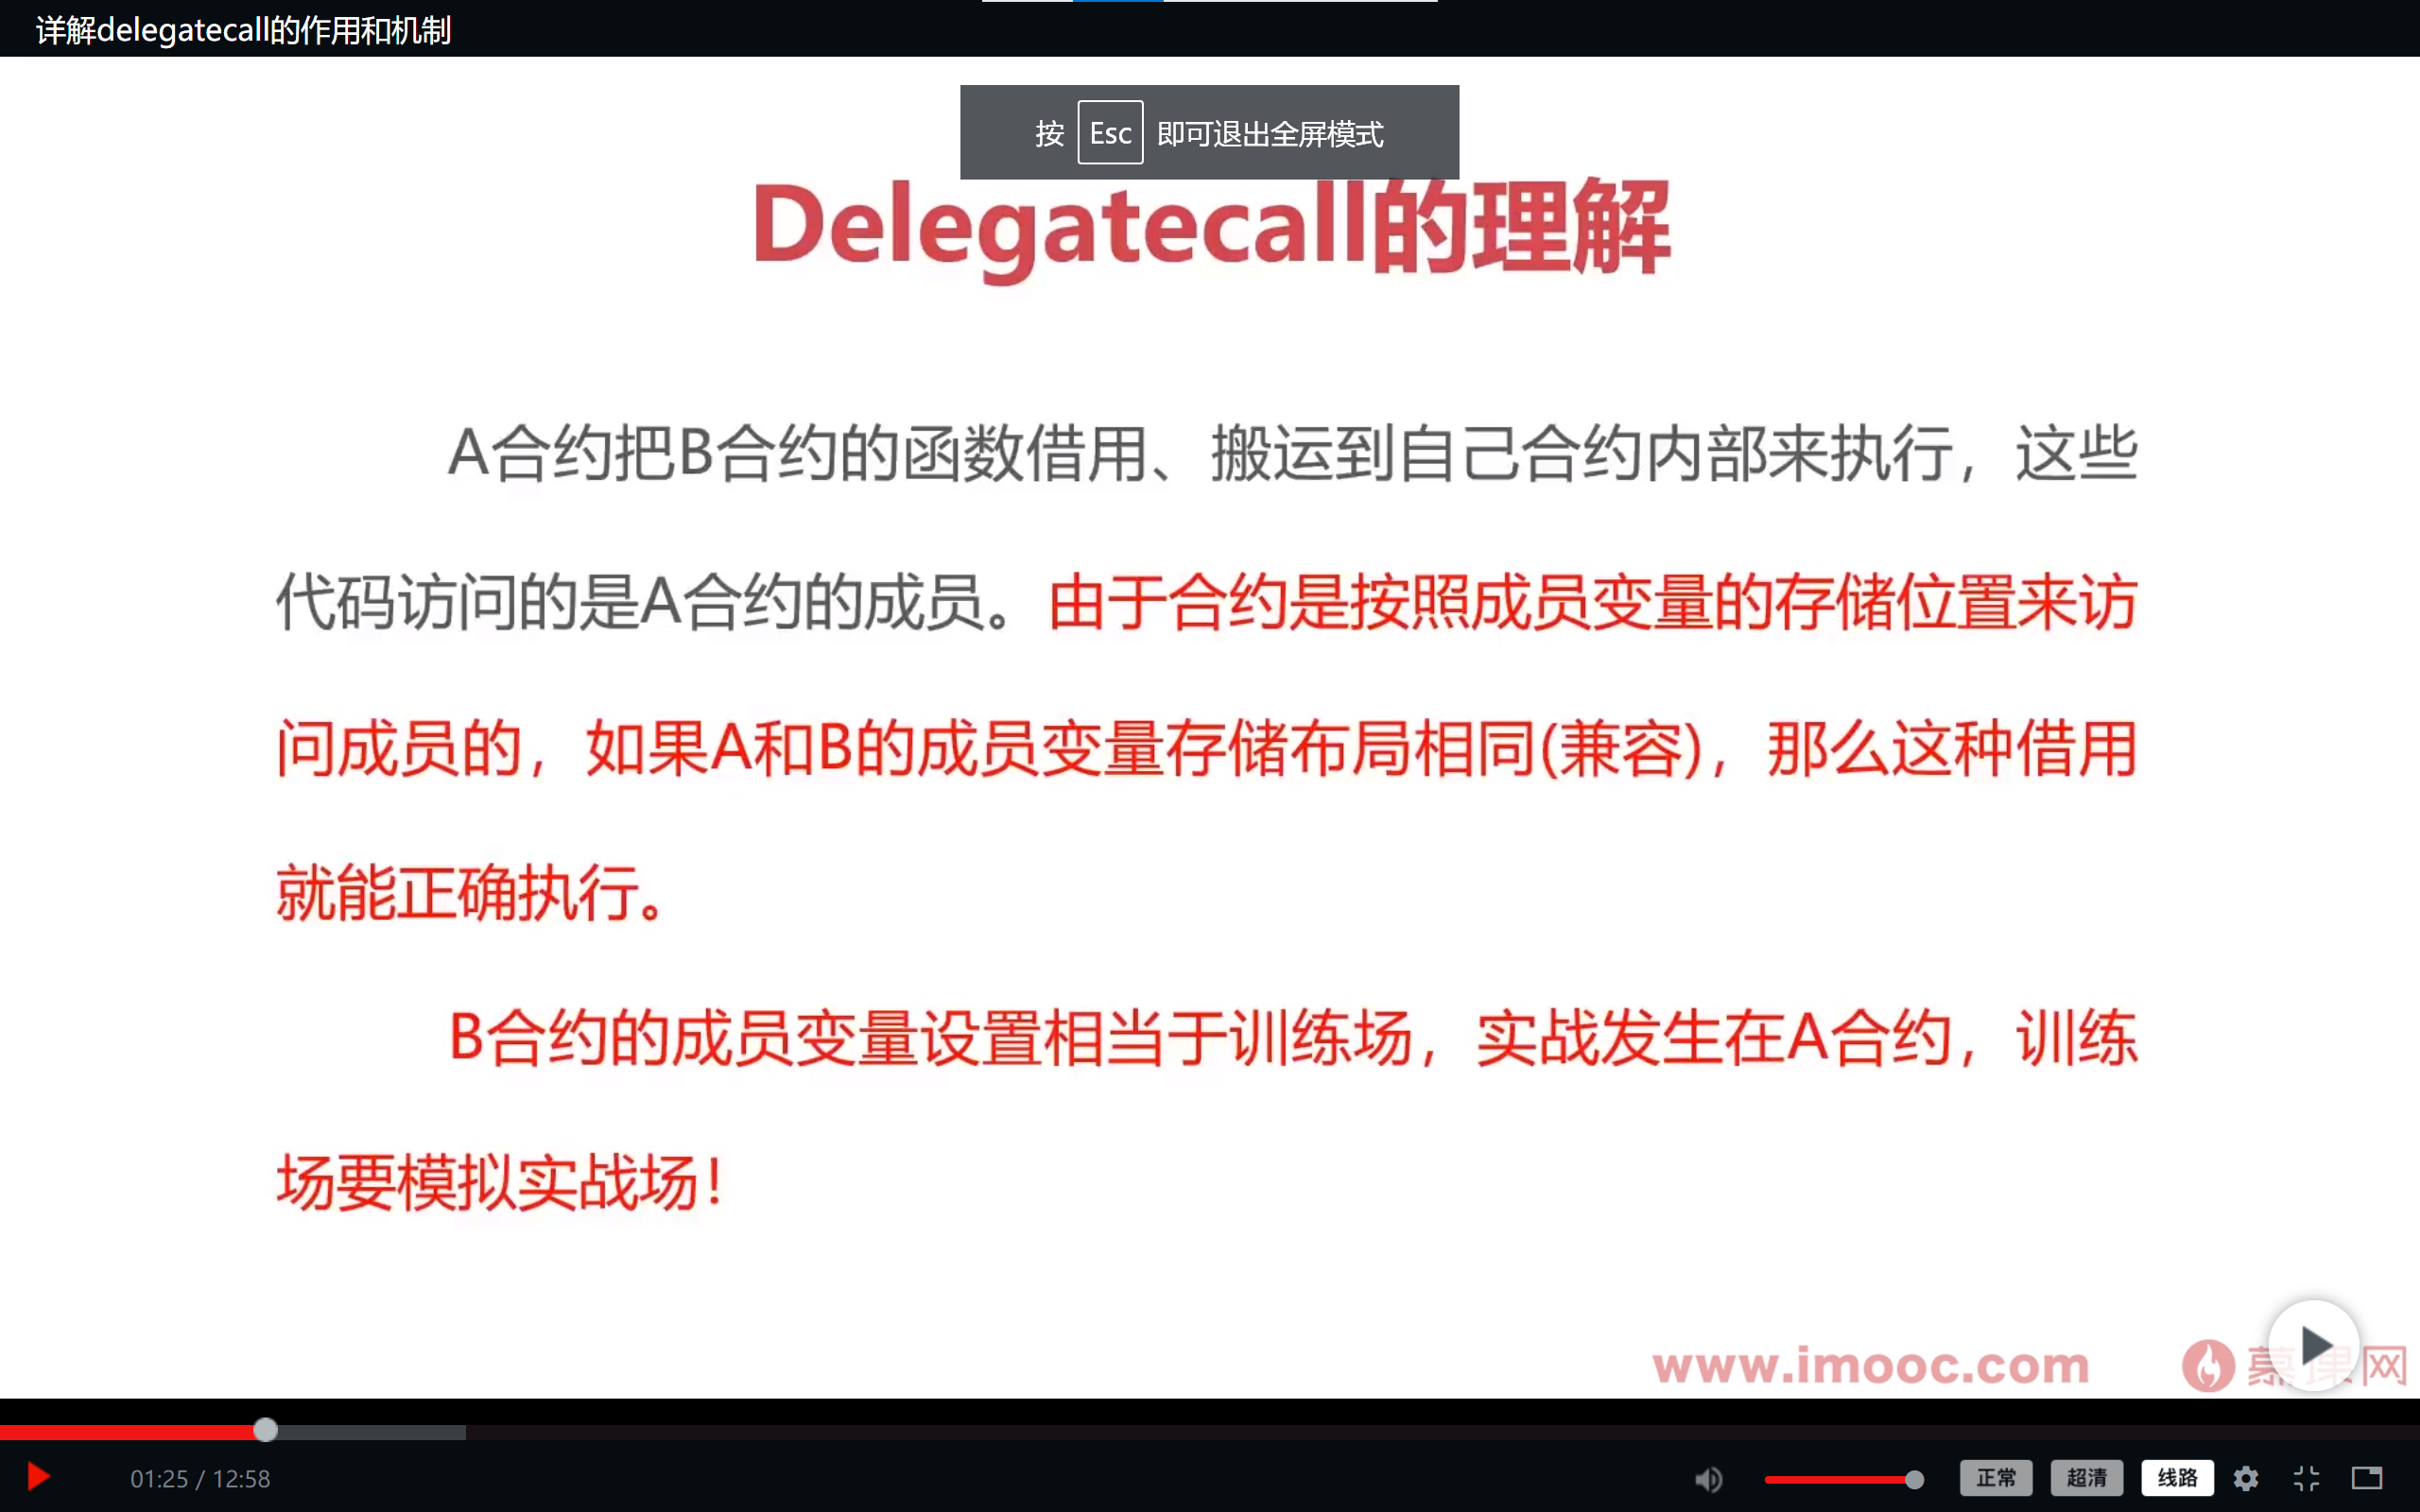 详解delegatecall的作用和机制
按 Esc 即可退出全屏模式
Delegatecall的理解
A合约把B合约的函数借用、搬运到自己合约内部来执行，这些
代码访问的是A合约的成员。由于合约是按照成员变量的存储位置来访
问成员的，如果A和B的成员变量存储布局相同(兼容)，那么这种借用
就能正确执行。
B合约的成员变量设置相当于训练场，实战发生在A合约，训练
场要模拟实战场！
www.imooc.com 慕课网
01:25 / 12:58 正常 超清 线路